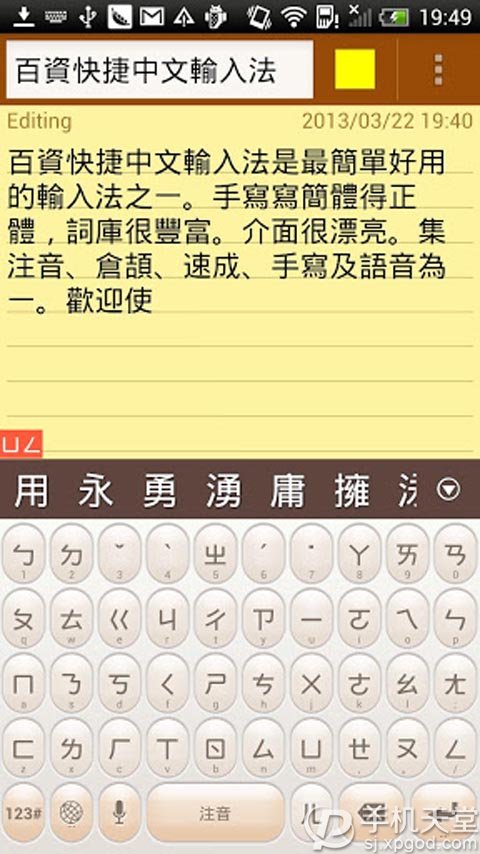 19:49
百資快捷中文輸入法
Editing 2013/03/22 19:40
百資快捷中文輸入法是最簡單好用
的輸入法之一。手寫寫簡體得正
體，詞庫很豐富。介面很漂亮。集
注音、倉頡、速成、手寫及語音為
一。歡迎使
ㄩㄥ
用 永 勇 湧 庸 擁
ㄅ ㄉ ˇ ˋ ㄓ ˊ ˙ ㄚ ㄞ ㄢ
1 2 3 4 5 6 7 8 9 0
ㄆ ㄊ ㄍ ㄐ ㄔ ㄗ ㄧ ㄛ ㄟ ㄣ
q w e r t y u i o p
ㄇ ㄋ ㄎ ㄑ ㄕ ㄘ ㄨ ㄜ ㄠ ㄤ
a s d f g h j k l
ㄈ ㄌ ㄏ ㄒ ㄖ ㄙ ㄩ ㄝ ㄡ ㄥ
z x c v b n m
123# 注音 ㄦ
手机天堂
sj.xpgod.com